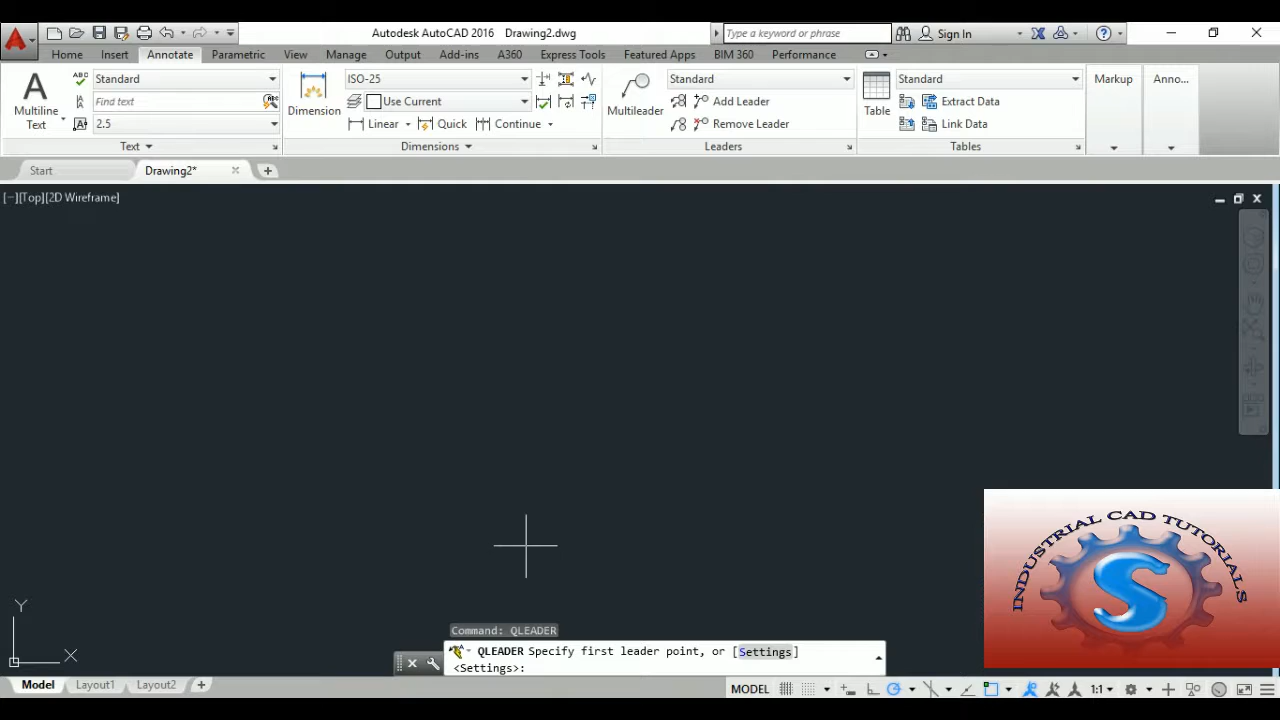 Autodesk AutoCAD 2016 Drawing2.dwg
Type a keyword or phrase
Sign In
Home Insert Annotate Parametric View Manage Output Add-ins A360 Express Tools Featured Apps BIM 360 Performance
Multiline Text
ABC
Standard
Find text
ABC
A
2.5
Text
Dimension
ISO-25
Use Current
Linear Quick Continue
Dimensions
Multileader
Standard
Add Leader
Remove Leader
Leaders
Table
Standard
Extract Data
Link Data
Tables
Markup
Anno...
Start Drawing2*
[−][Top][2D Wireframe]
INDUSTRIAL CAD TUTORIALS
S
Y
X
Command: QLEADER
QLEADER Specify first leader point, or [Settings]
<Settings>:
Model Layout1 Layout2
MODEL
1:1